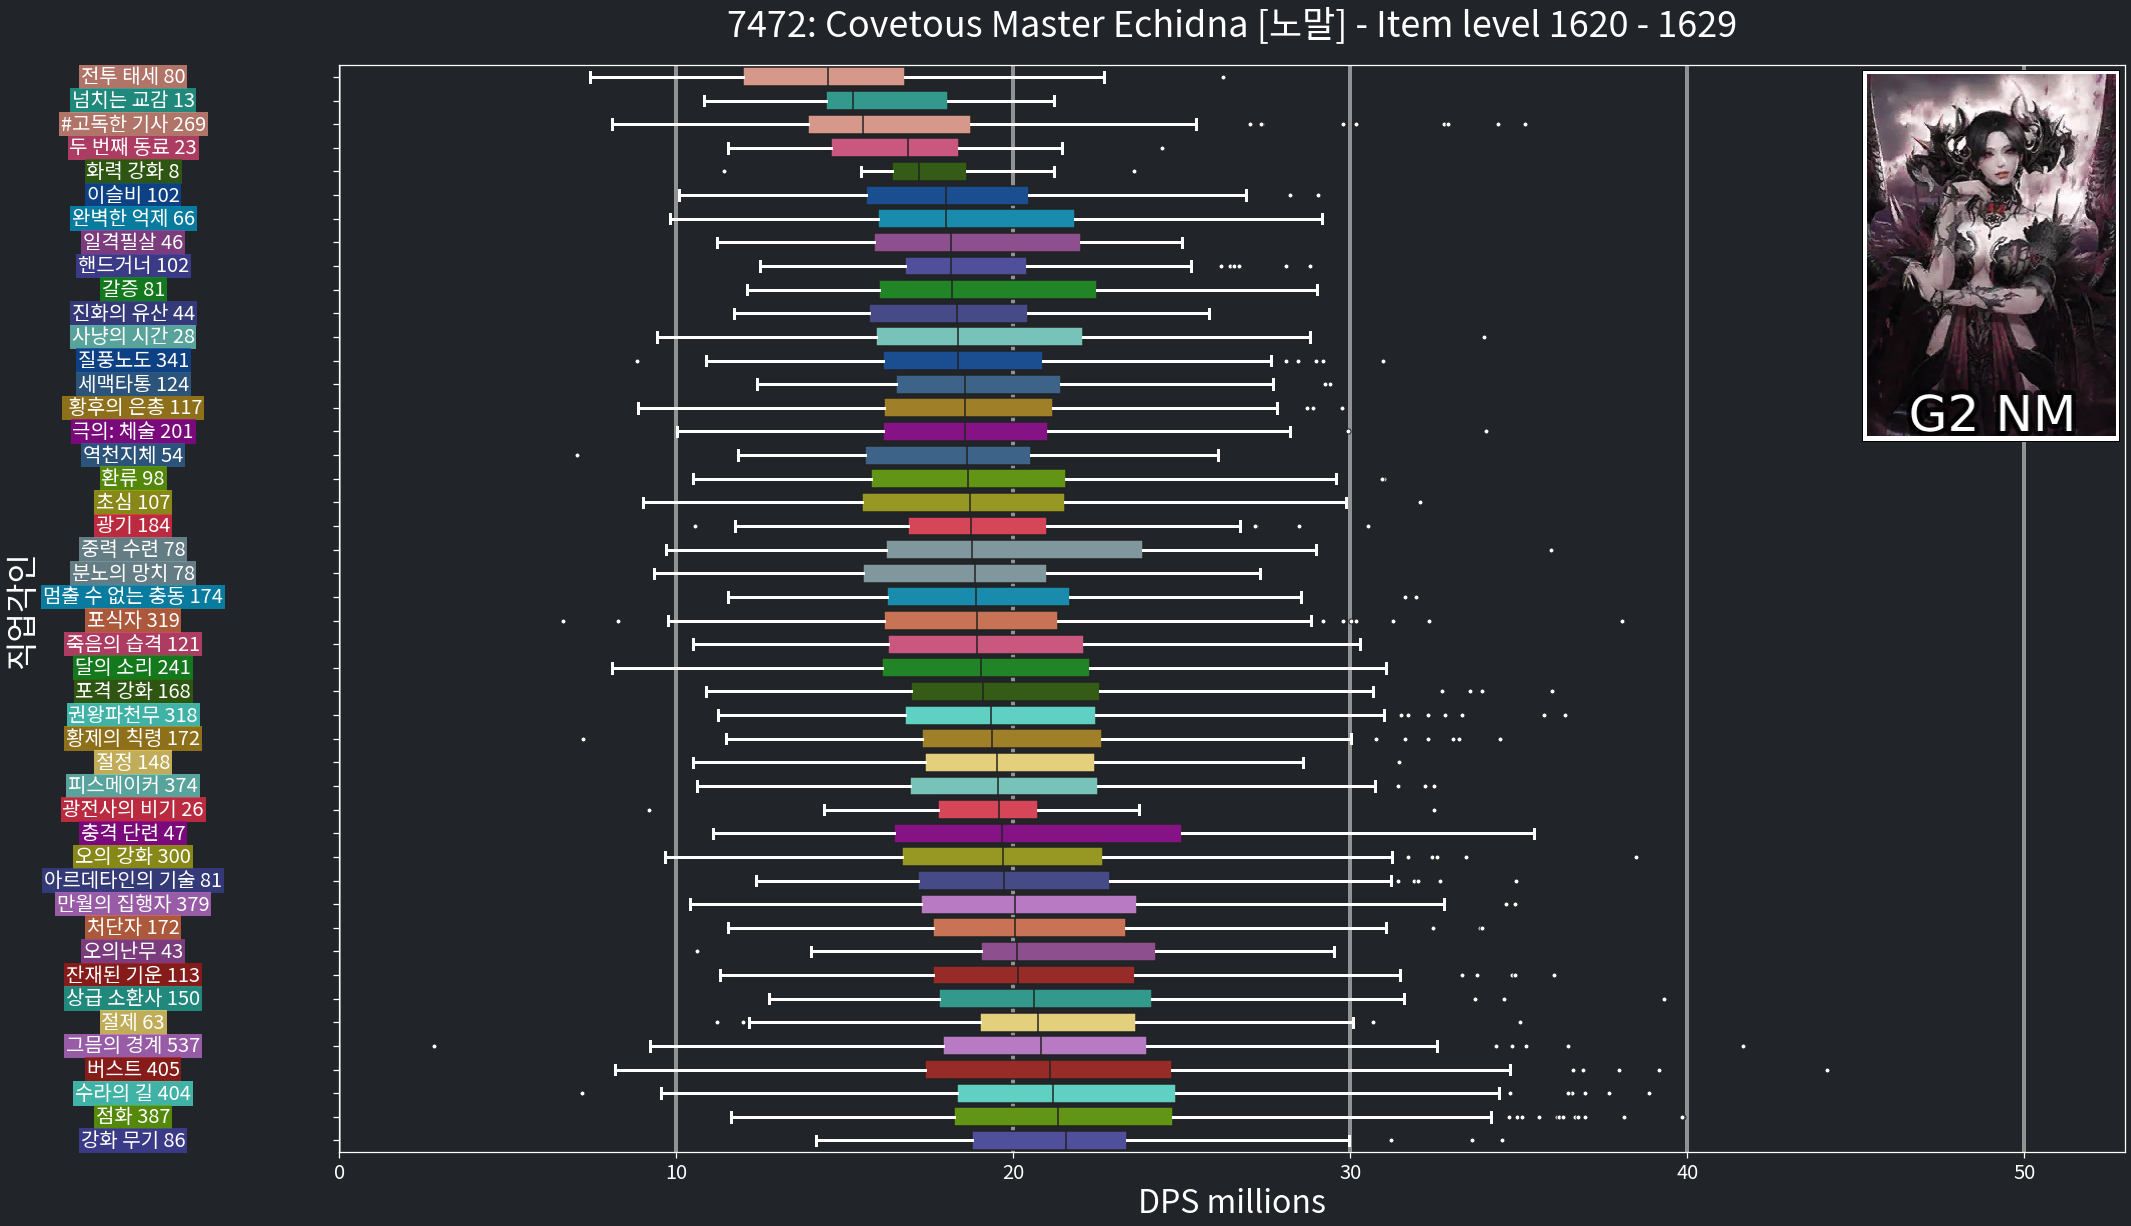 7472: Covetous Master Echidna [노말] - Item level 1620 - 1629
전투 태세 80
넘치는 교감 13
#고독한 기사 269
두 번째 동료 23
화력 강화 8
이슬비 102
완벽한 억제 66
일격필살 46
핸드거너 102
갈증 81
진화의 유산 44
사냥의 시간 28
질풍노도 341
세맥타통 124
황후의 은총 117
극의: 체술 201
역천지체 54
환류 98
초심 107
광기 184
중력 수련 78
분노의 망치 78
멈출 수 없는 충동 174
포식자 319
죽음의 습격 121
달의 소리 241
포격 강화 168
권왕파천무 318
황제의 칙령 172
절정 148
피스메이커 374
광전사의 비기 26
충격 단련 47
오의 강화 300
아르데타인의 기술 81
만월의 집행자 379
처단자 172
오의난무 43
잔재된 기운 113
상급 소환사 150
절제 63
그믐의 경계 537
버스트 405
수라의 길 404
점화 387
강화 무기 86
직업각인
G2 NM
0 10 20 30 40 50
DPS millions